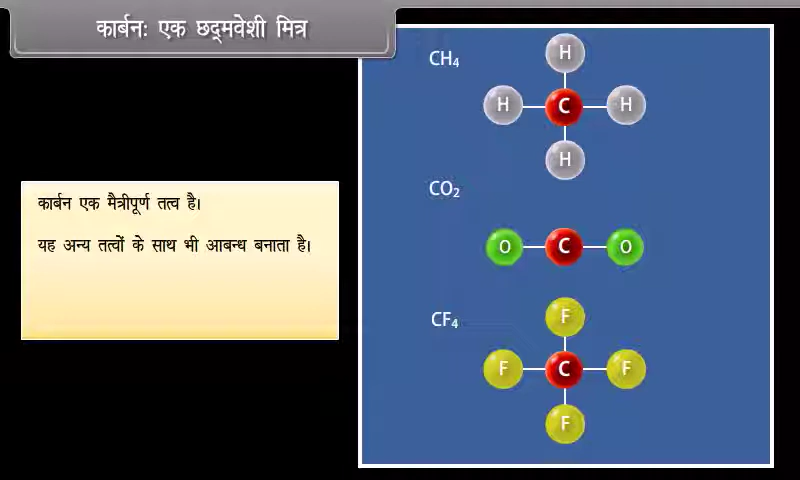 कार्बनः एक छद्मवेशी मित्र
कार्बन एक मैत्रीपूर्ण तत्व है।
यह अन्य तत्वों के साथ भी आबन्ध बनाता है।
CH₄
H
H C H
H
CO₂
O C O
CF₄
F
F C F
F